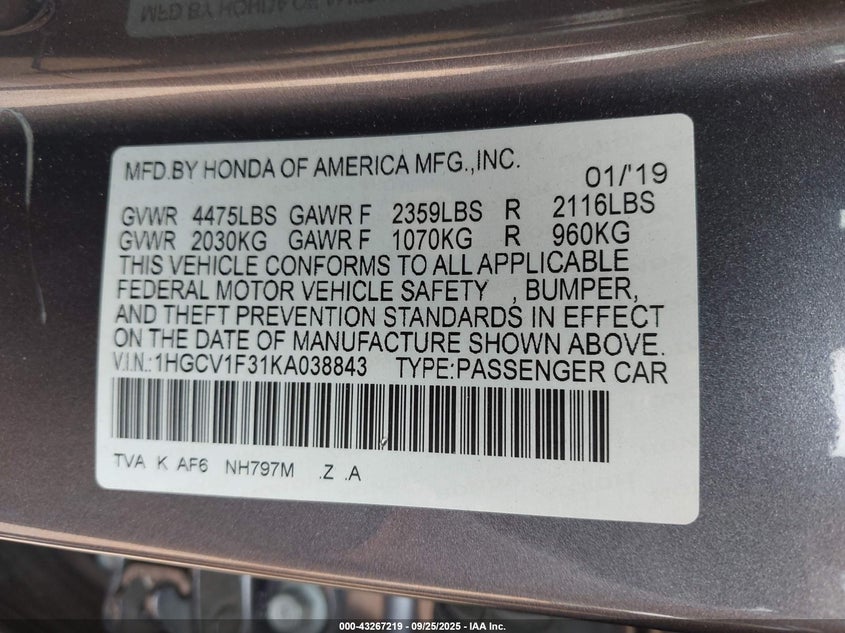 MFD.BY HONDA OF AMERICA MFG.,INC.
01/'19
GVWR 4475LBS GAWR F 2359LBS R 2116LBS
GVWR 2030KG GAWR F 1070KG R 960KG
THIS VEHICLE CONFORMS TO ALL APPLICABLE
FEDERAL MOTOR VEHICLE SAFETY , BUMPER,
AND THEFT PREVENTION STANDARDS IN EFFECT
ON THE DATE OF MANUFACTURE SHOWN ABOVE.
V.I.N.:1HGCV1F31KA038843 TYPE:PASSENGER CAR
TVA K AF6 NH797M .Z .A
000-43267219 - 09/25/2025 - IAA Inc.